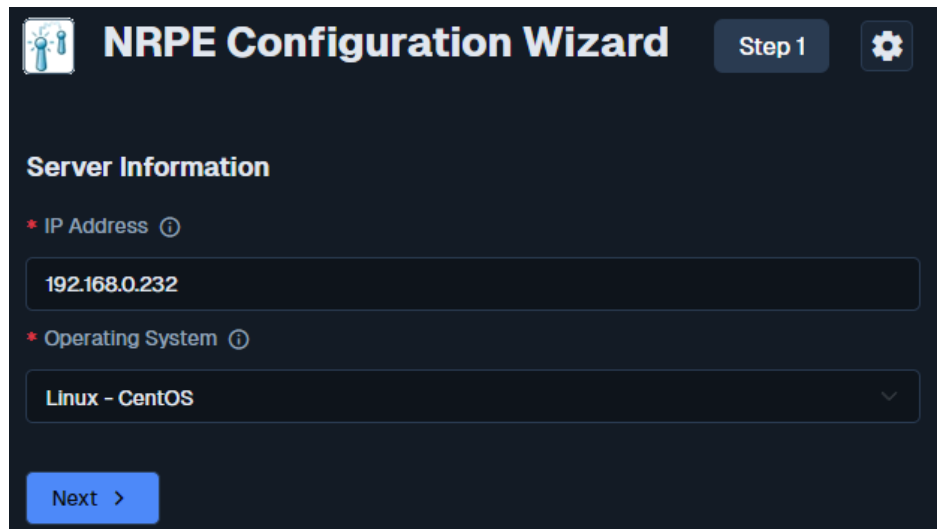 NRPE Configuration Wizard Step 1
Server Information
* IP Address
192.168.0.232
* Operating System
Linux - CentOS
Next >